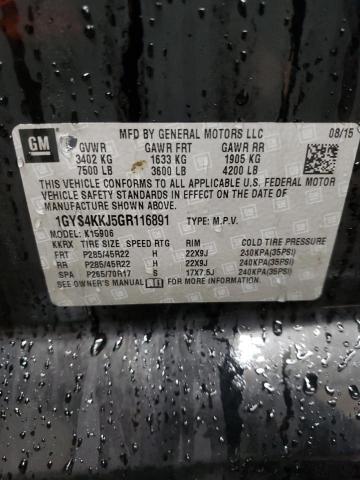 MFD BY GENERAL MOTORS LLC 08/15
GM GVWR GAWR FRT GAWR RR
3402 KG 1633 KG 1905 KG
7500 LB 3600 LB 4200 LB
THIS VEHICLE CONFORMS TO ALL APPLICABLE U.S. FEDERAL MOTOR
VEHICLE SAFETY STANDARDS IN EFFECT ON THE DATE OF
MANUFACTURE SHOWN ABOVE.
1GYS4KKJ5GR116891 TYPE: M.P.V.
MODEL: K15906
KKRX TIRE SIZE SPEED RTG RIM COLD TIRE PRESSURE
FRT P285/45R22 H 22X9J 240KPA(35PSI)
RR P285/45R22 H 22X9J 240KPA(35PSI)
SPA P265/70R17 S 17X7.5J 240KPA(35PSI)
SEE OWNER'S MANUAL FOR MORE INFORMATION.